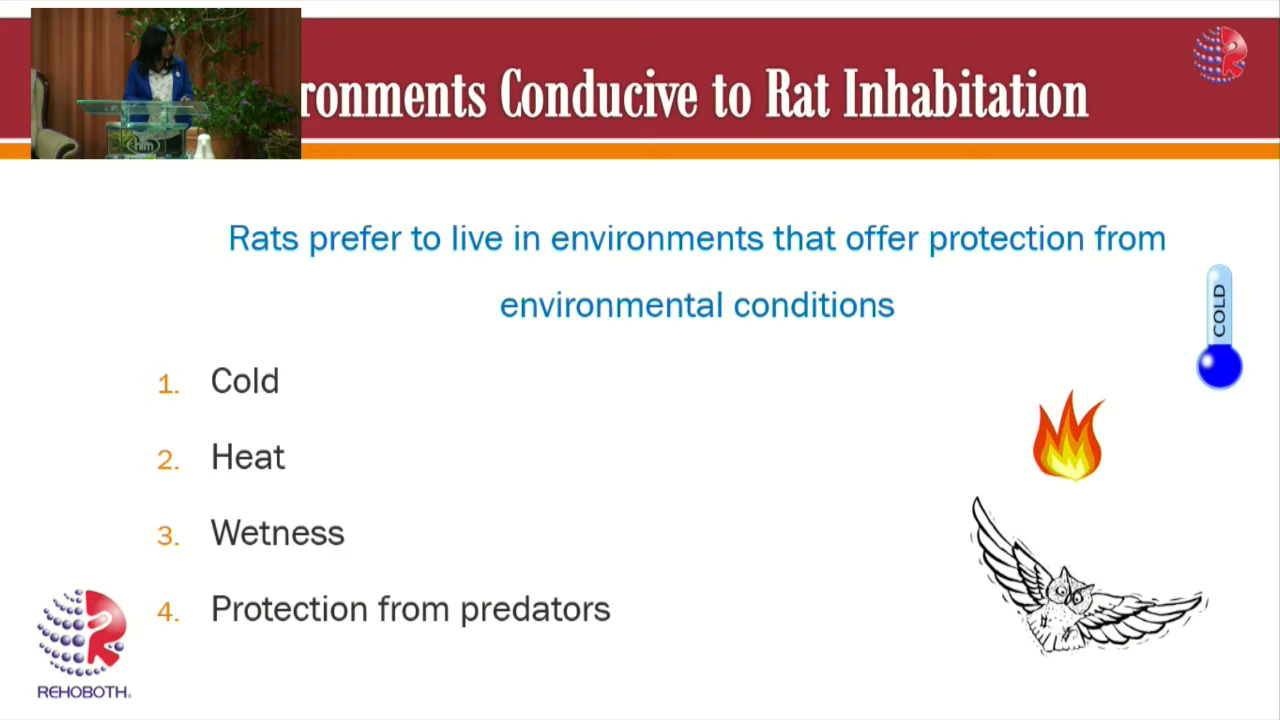 ronments Conducive to Rat Inhabitation
Rats prefer to live in environments that offer protection from
environmental conditions
COLD
1. Cold
2. Heat
3. Wetness
4. Protection from predators
REHOBOTH